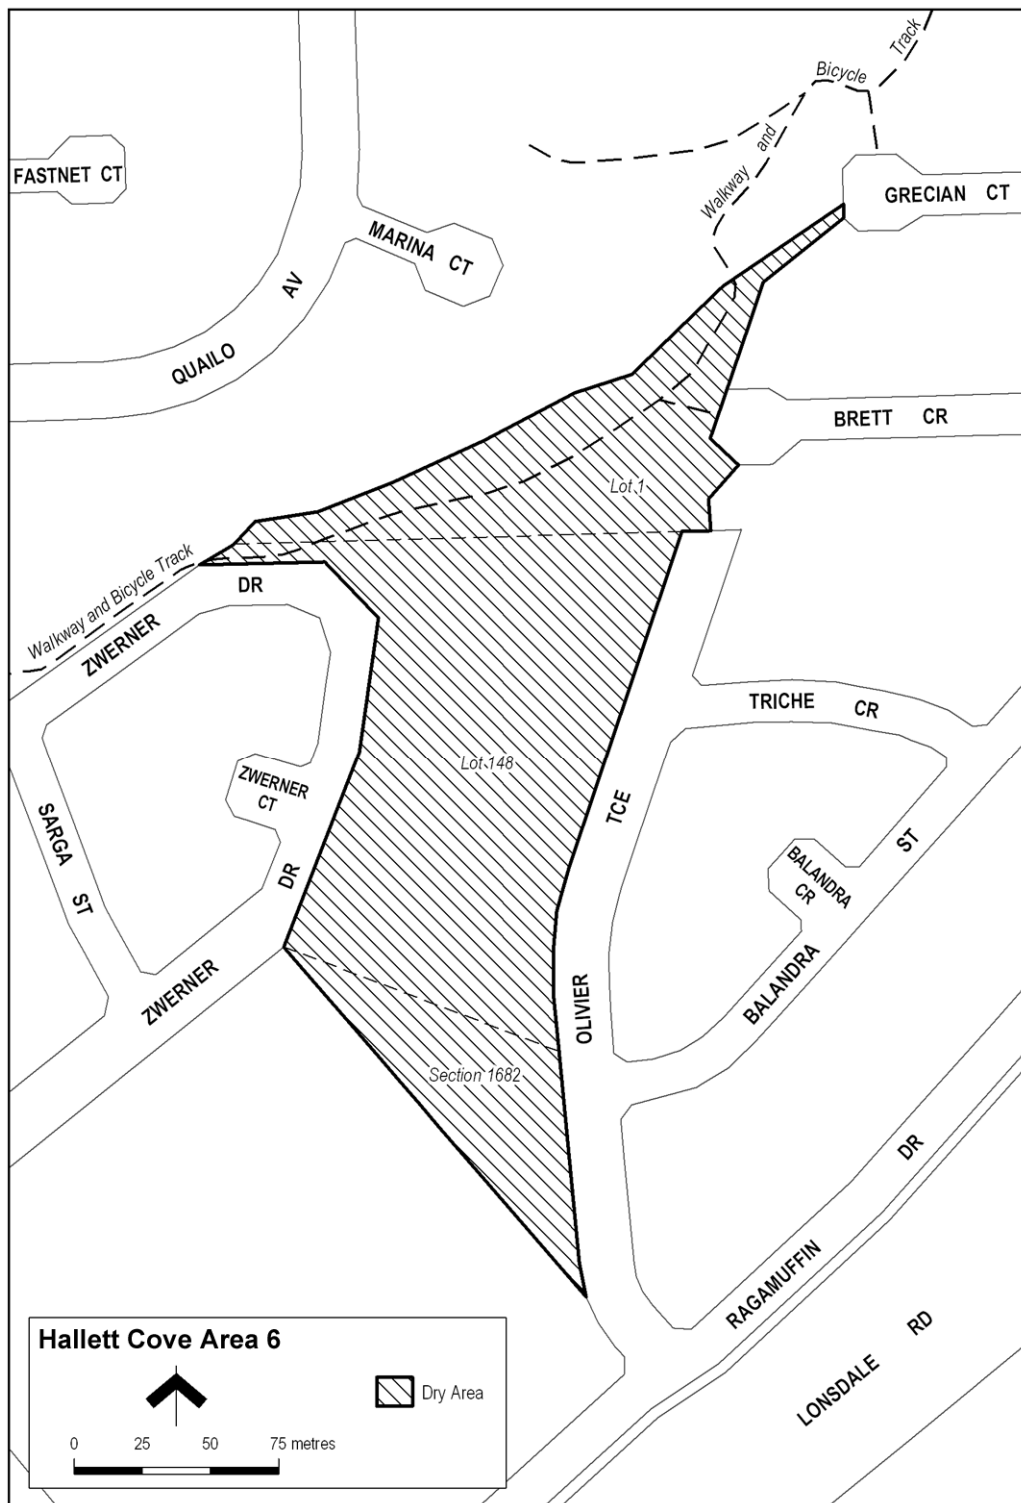 Track
Bicycle
and
Walkway
FASTNET CT
GRECIAN CT
MARINA CT
AV
QUAILO
BRETT CR
Lot 1
Walkway and Bicycle Track
DR
ZWERNER
TRICHE CR
Lot 148
ZWERNER
CT
TCE
SARGA ST
DR
ST
BALANDRA
CR
ZWERNER
BALANDRA
OLIVIER
Section 1682
DR
RAGAMUFFIN
LONSDALE RD
Hallett Cove Area 6
Dry Area
0 25 50 75 metres